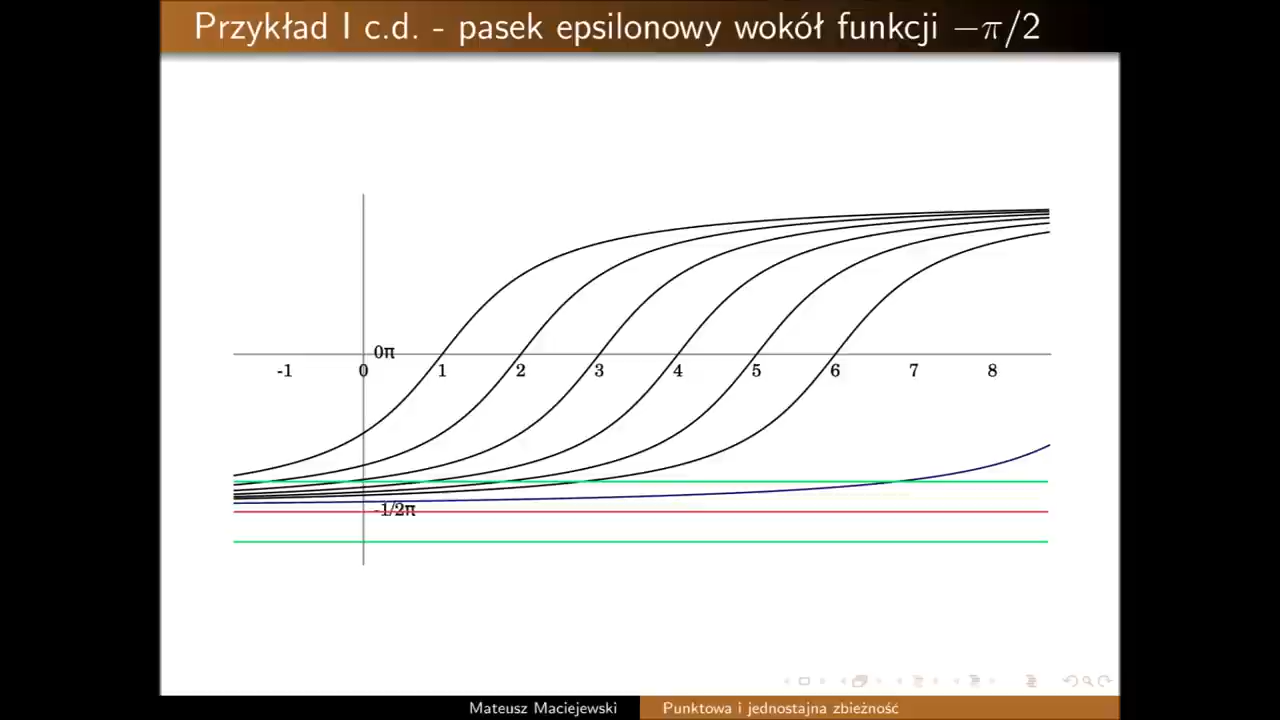 Przykład I c.d. - pasek epsilonowy wokół funkcji −π/2
0π
-1 0 1 2 3 4 5 6 7 8
-1/2π
Mateusz Maciejewski Punktowa i jednostajna zbieżność